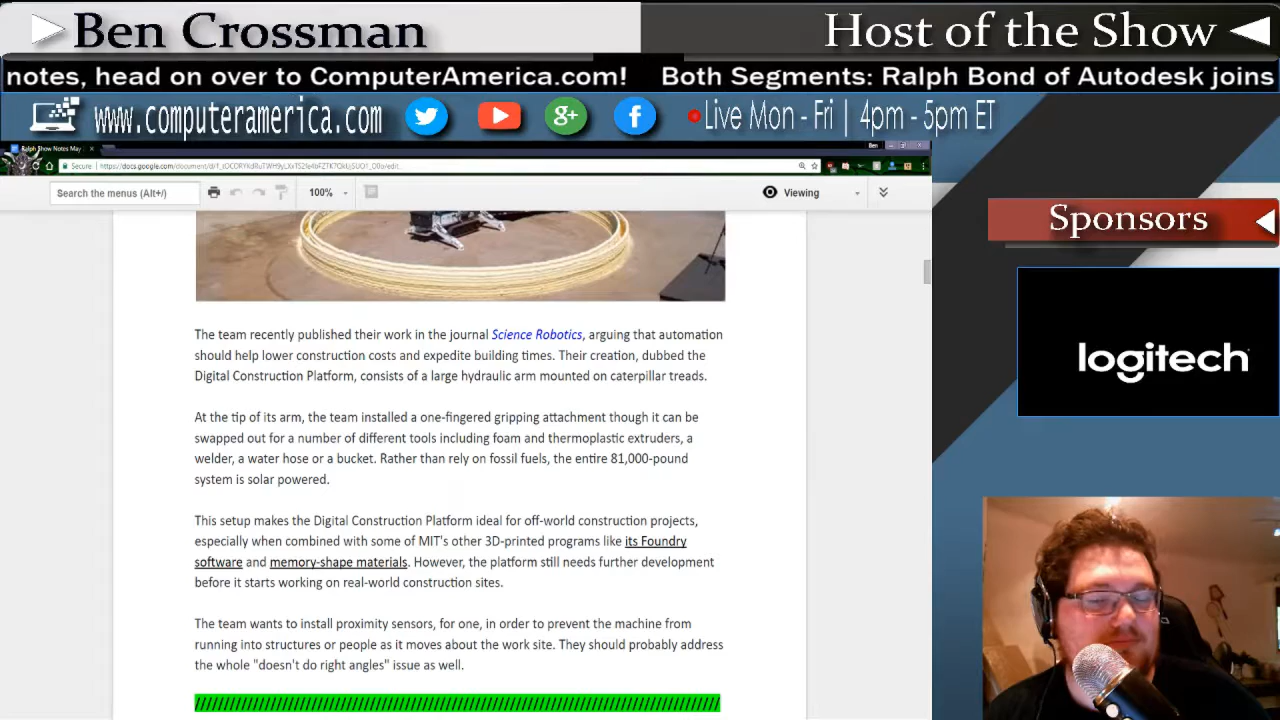 Ben Crossman
Host of the Show
notes, head on over to ComputerAmerica.com! Both Segments: Ralph Bond of Autodesk joins
www.computeramerica.com
G+
f
Live Mon - Fri | 4pm - 5pm ET
Ralph Show Notes May
Ben
Secure
Search the menus (Alt+/)
100%
Viewing
Sponsors
logitech
The team recently published their work in the journal Science Robotics, arguing that automation
should help lower construction costs and expedite building times. Their creation, dubbed the
Digital Construction Platform, consists of a large hydraulic arm mounted on caterpillar treads.
At the tip of its arm, the team installed a one-fingered gripping attachment though it can be
swapped out for a number of different tools including foam and thermoplastic extruders, a
welder, a water hose or a bucket. Rather than rely on fossil fuels, the entire 81,000-pound
system is solar powered.
This setup makes the Digital Construction Platform ideal for off-world construction projects,
especially when combined with some of MIT's other 3D-printed programs like its Foundry
software and memory-shape materials. However, the platform still needs further development
before it starts working on real-world construction sites.
The team wants to install proximity sensors, for one, in order to prevent the machine from
running into structures or people as it moves about the work site. They should probably address
the whole "doesn't do right angles" issue as well.